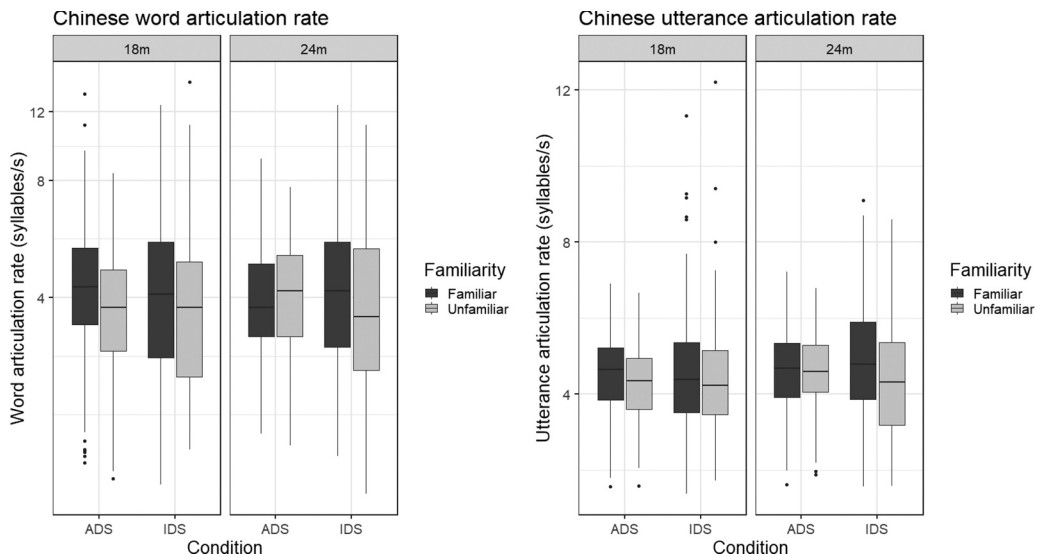 Chinese word articulation rate
18m
24m
12
8
4
Word articulation rate (syllables/s)
ADS
IDS
ADS
IDS
Condition
Familiarity
Familiar
Unfamiliar
Chinese utterance articulation rate
18m
24m
12
8
4
Utterance articulation rate (syllables/s)
ADS
IDS
ADS
IDS
Condition
Familiarity
Familiar
Unfamiliar